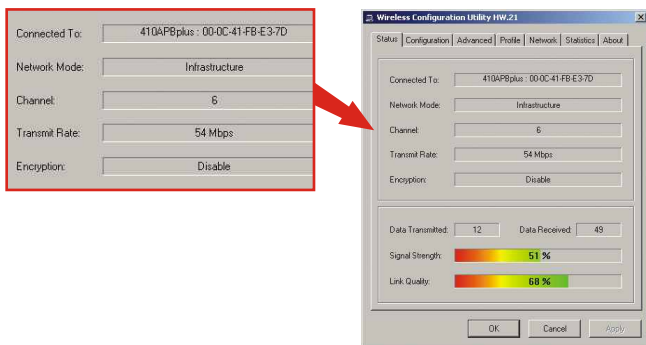 Connected To: 410APBplus : 00-0C-41-FB-E3-7D
Network Mode: Infrastructure
Channel: 6
Transmit Rate: 54 Mbps
Encryption: Disable
Wireless Configuration Utility HW.21
Status Configuration Advanced Profile Network Statistics About
Connected To: 410APBplus : 00-0C-41-FB-E3-7D
Network Mode: Infrastructure
Channel: 6
Transmit Rate: 54 Mbps
Encryption: Disable
Data Transmitted: 12 Data Received: 49
Signal Strength: 51 %
Link Quality: 68 %
OK Cancel Apply